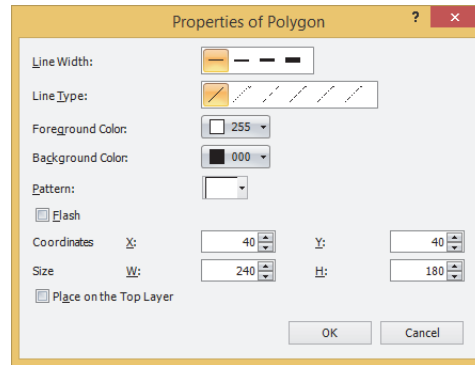 Properties of Polygon ? ×
Line Width:
Line Type:
Foreground Color: 255
Background Color: 000
Pattern:
Flash
Coordinates X: 40 Y: 40
Size W: 240 H: 180
Place on the Top Layer
OK Cancel